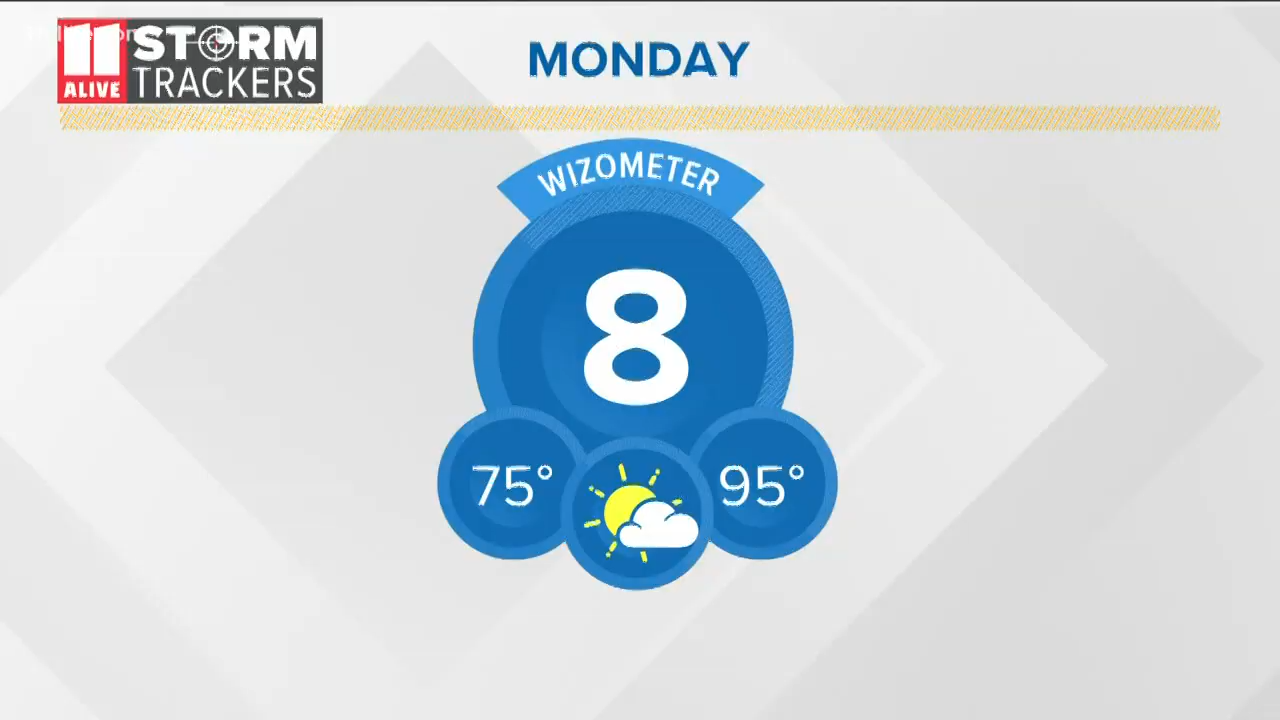 11 STORM
ALIVE TRACKERS
MONDAY
WIZOMETER
8
75° 95°